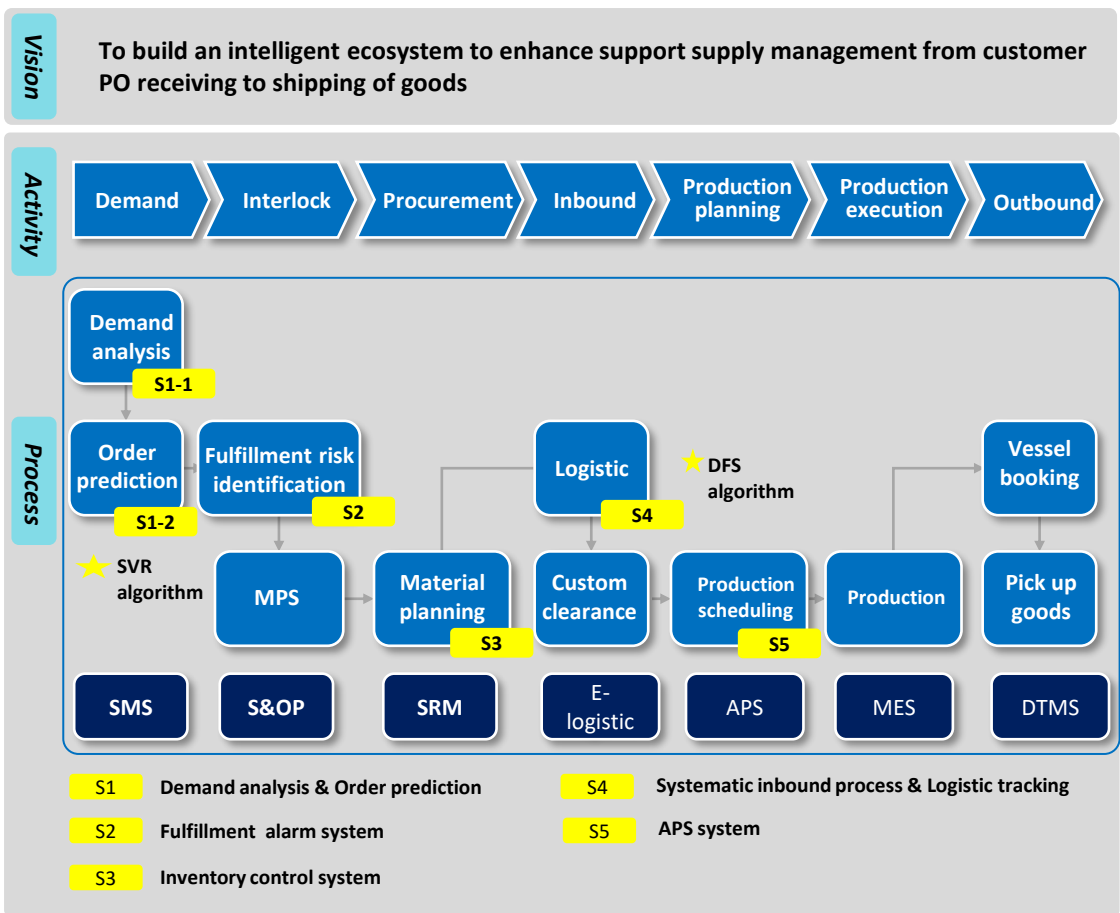 Vision
To build an intelligent ecosystem to enhance support supply management from customer
PO receiving to shipping of goods
Activity
Demand
Interlock
Procurement
Inbound
Production
planning
Production
execution
Outbound
Process
Demand
analysis
S1-1
Order
prediction
S1-2
Fulfillment risk
identification
S2
Logistic
S4
DFS
algorithm
Vessel
booking
SVR
algorithm
MPS
Material
planning
S3
Custom
clearance
Production
scheduling
S5
Production
Pick up
goods
SMS
S&OP
SRM
E-
logistic
APS
MES
DTMS
S1 Demand analysis & Order prediction
S2 Fulfillment alarm system
S3 Inventory control system
S4 Systematic inbound process & Logistic tracking
S5 APS system